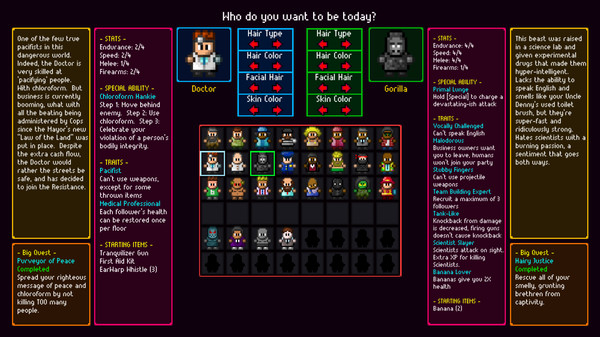 Who do you want to be today?
One of the few true
pacifists in this
dangerous world.
Indeed, the Doctor is
very skilled at
'pacifying' people.
With chloroform. But
business is currently
booming, what with
all the beating being
administered by Cops
since the Mayor's new
"Law of the Land" was
put in place. Despite
the extra cash flow,
the Doctor would
rather the streets be
safe, and has decided
to join the Resistance.
- Big Quest -
Purveyor of Peace
Completed
Spread your righteous
message of peace and
chloroform by not
killing 100 many
people.
- STATS -
Endurance: 2/4
Speed: 2/4
Melee: 1/4
Firearms: 2/4
- SPECIAL ABILITY -
Chloroform Hankie
Step 1: Move behind
enemy. Step 2: Use
chloroform. Step 3:
Celebrate your
violation of a person's
bodily integrity.
- TRAITS -
Pacifist
Can't use weapons,
except for some
thrown items
Medical Professional
Each follower's health
can be restored once
per floor
- STARTING ITEMS -
Tranquilizer Gun
First Aid Kit
EarHarp Whistle (3)
Doctor
Hair Type
Hair Color
Facial Hair
Skin Color
Hair Type
Hair Color
Facial Hair
Skin Color
Gorilla
- STATS -
Endurance: 4/4
Speed: 4/4
Melee: 4/4
Firearms: 1/4
- SPECIAL ABILITY -
Primal Lunge
Hold [Special] to charge a
devastating-ish attack
- TRAITS -
Vocally Challenged
Can't speak English
Malodorous
Business owners want
you to leave, humans
won't join your party
Stubby Fingers
Can't use projectile
weapons
Team Building Expert
Recruit a maximum of 3
followers
Tank-Like
Knockback from damage
is decreased, firing guns
doesn't cause knockback
Scientist Slayer
Scientists attack on sight.
Extra XP for killing
Scientists.
Banana Lover
Bananas give you 2X
health
- STARTING ITEMS -
Banana (2)
This beast was raised
in a science lab and
given experimental
drugs that made them
hyper-intelligent.
Lacks the ability to
speak English and
smells like your Uncle
Denny's used toilet
brush, but they're
super-fast and
ridiculously strong.
Hates scientists with a
burning passion, a
sentiment that goes
both ways.
- Big Quest -
Hairy Justice
Completed
Rescue all of your
smelly, grunting
brethren from
captivity.